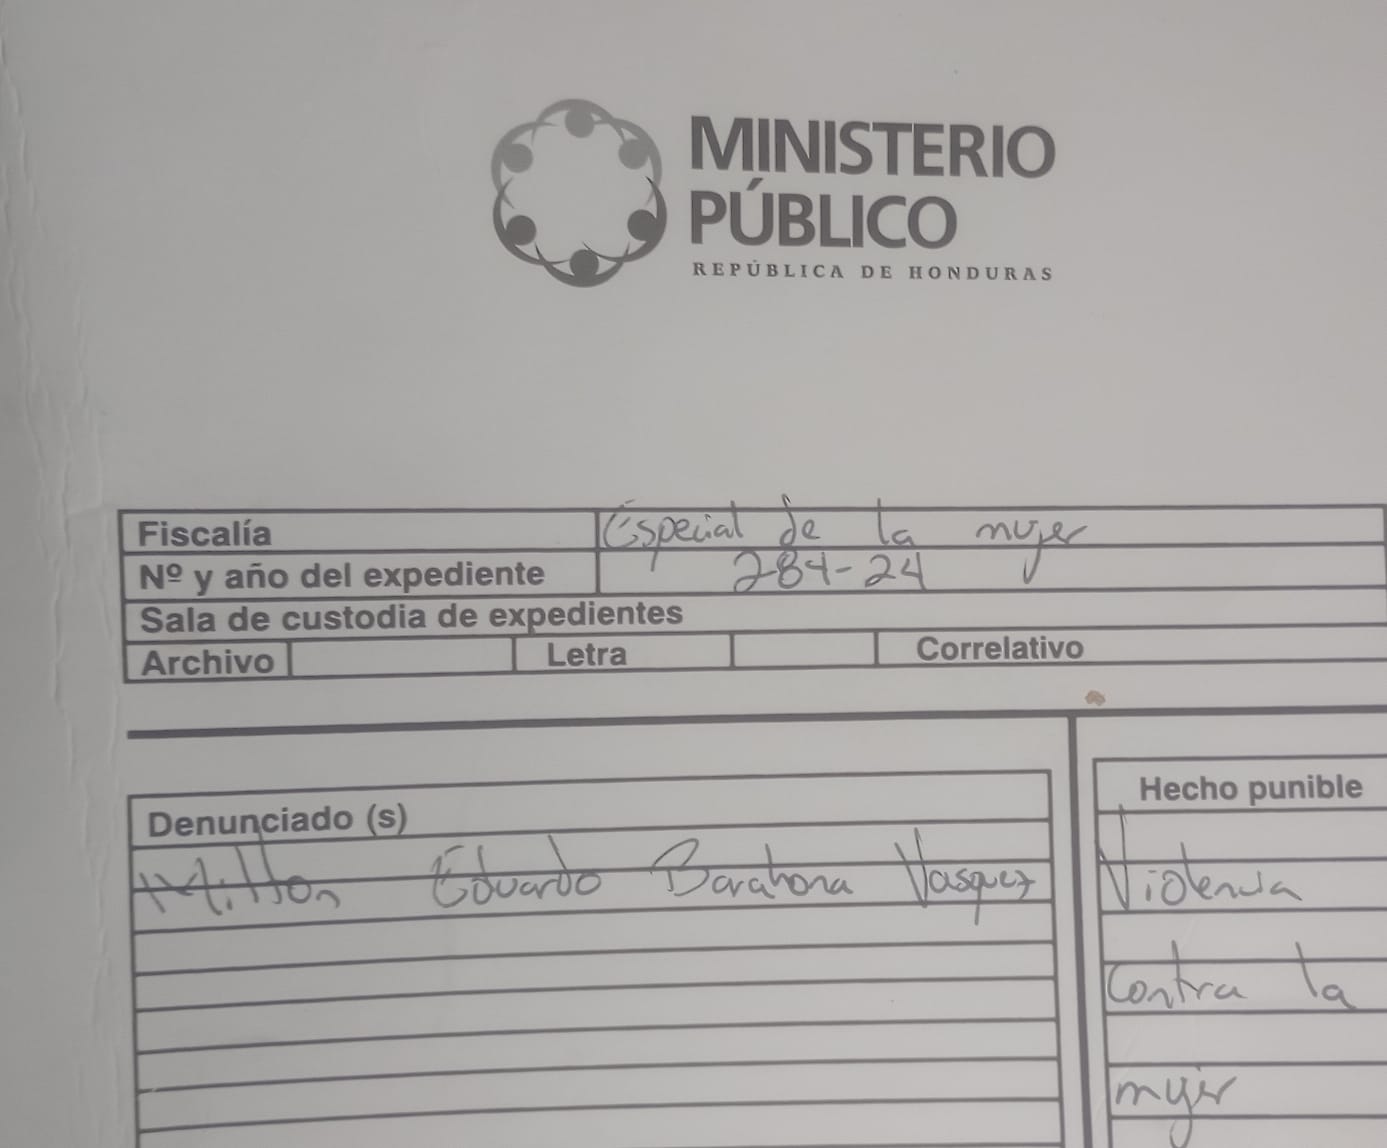 MINISTERIO
PÚBLICO
REPÚBLICA DE HONDURAS
Fiscalía Especial de la mujer
Nº y año del expediente 284-24
Sala de custodia de expedientes
Archivo Letra Correlativo
Denunciado (s)
Milton Eduardo Barahona Vasquez
Hecho punible
Violencia
contra la
mujer